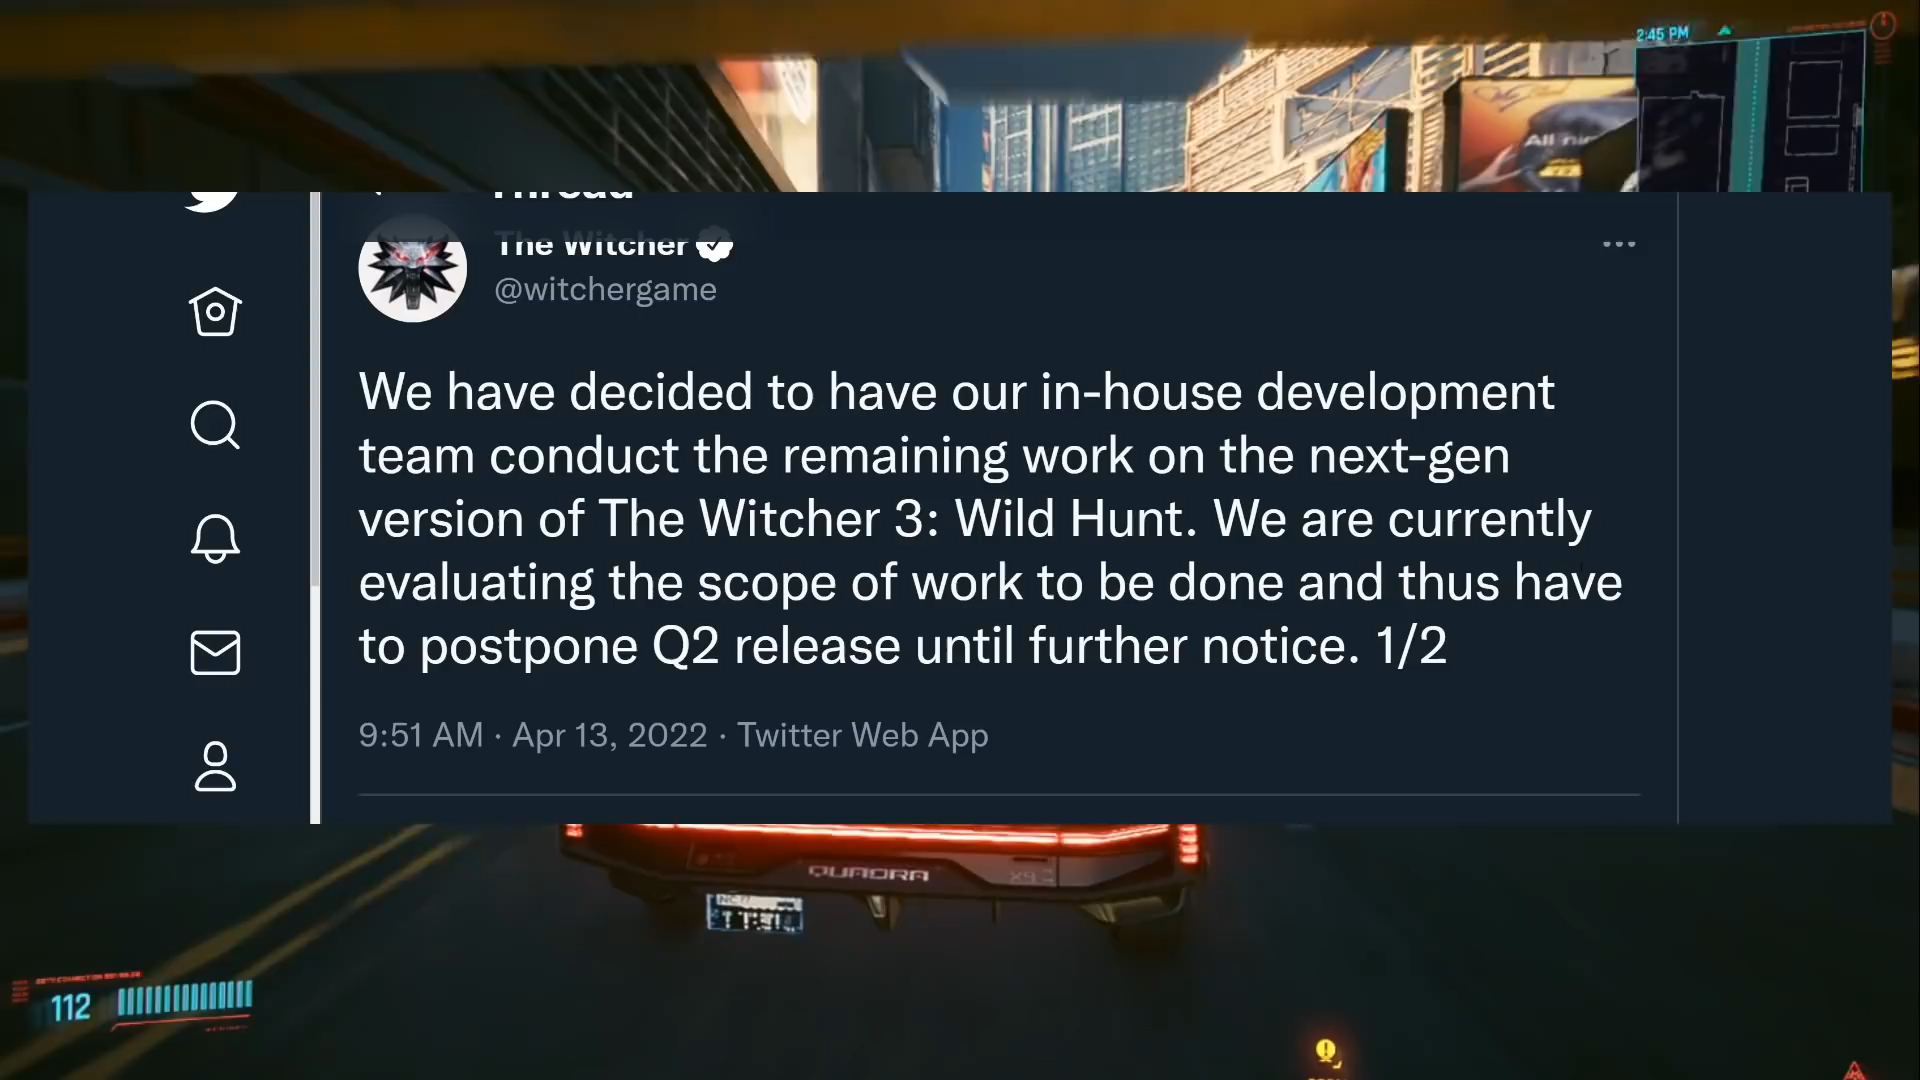 2:45 PM
All nig
Thread
The Witcher
@witchergame
We have decided to have our in-house development
team conduct the remaining work on the next-gen
version of The Witcher 3: Wild Hunt. We are currently
evaluating the scope of work to be done and thus have
to postpone Q2 release until further notice. 1/2
9:51 AM · Apr 13, 2022 · Twitter Web App
QUADRA
112